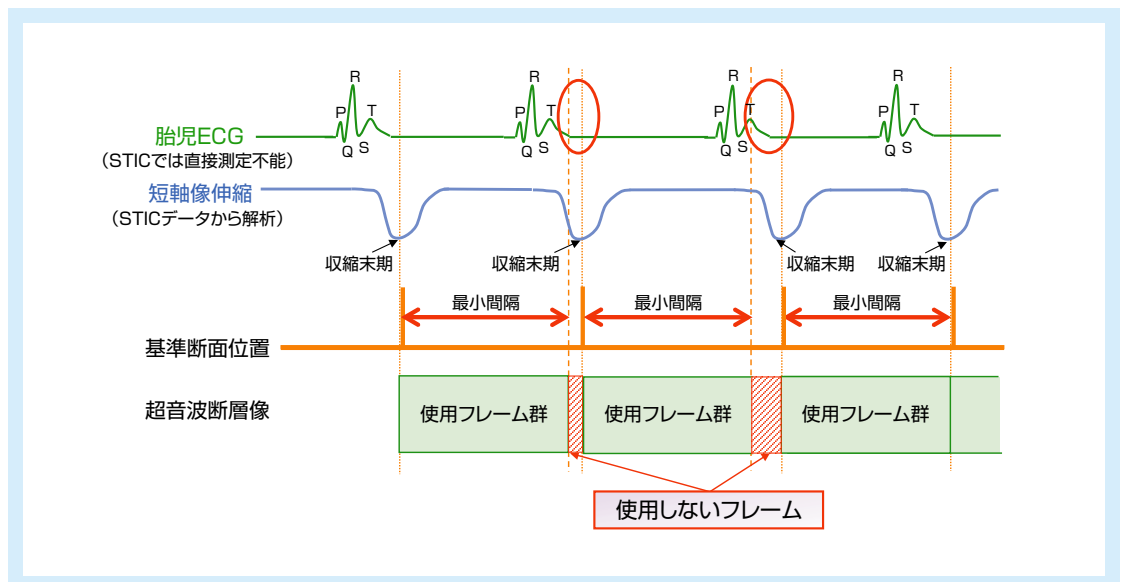 R
R
R
R
P
T
P
T
P
T
P
T
Q
S
Q
S
Q
S
Q
S
胎児ECG
(STICでは直接測定不能)
短軸像伸縮
(STICデータから解析)
収縮末期
収縮末期
収縮末期
収縮末期
最小間隔
最小間隔
最小間隔
基準断面位置
超音波断層像
使用フレーム群
使用フレーム群
使用フレーム群
使用しないフレーム